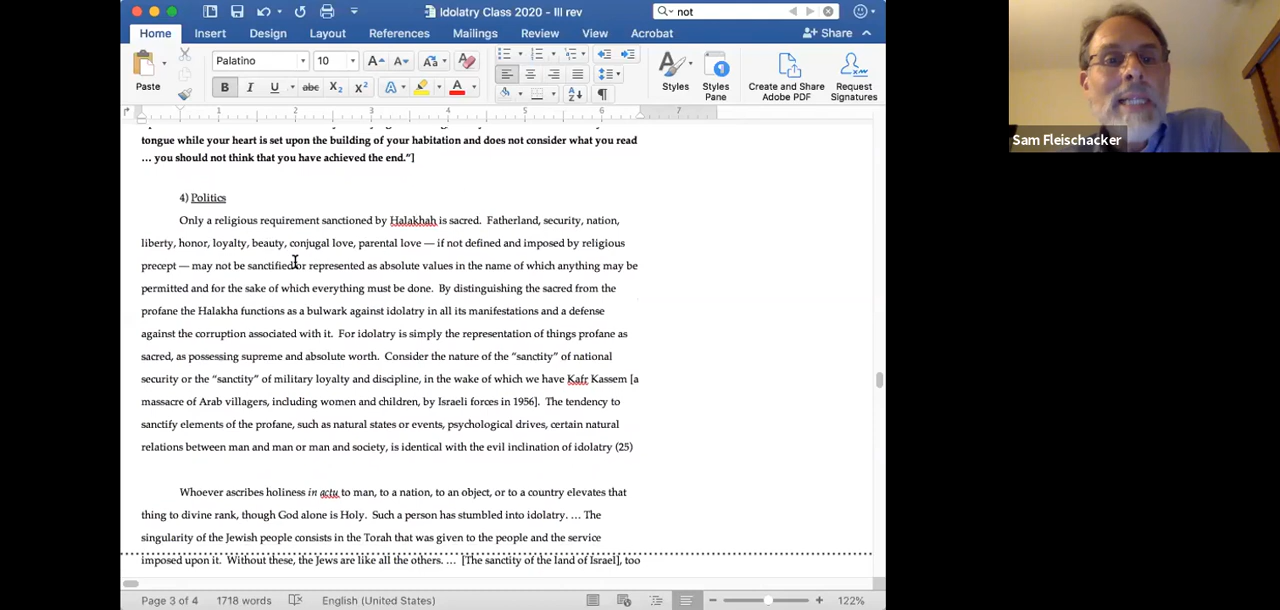 Idolatry Class 2020 - III rev
not
Home Insert Design Layout References Mailings Review View Acrobat Share
Paste
Palatino 10
Styles
Styles Pane
Create and Share Adobe PDF
Request Signatures
1 2 3 4 5 6 7
tongue while your heart is set upon the building of your habitation and does not consider what you read
… you should not think that you have achieved the end.”]
4) Politics
Only a religious requirement sanctioned by Halakhah is sacred. Fatherland, security, nation,
liberty, honor, loyalty, beauty, conjugal love, parental love — if not defined and imposed by religious
precept — may not be sanctified or represented as absolute values in the name of which anything may be
permitted and for the sake of which everything must be done. By distinguishing the sacred from the
profane the Halakha functions as a bulwark against idolatry in all its manifestations and a defense
against the corruption associated with it. For idolatry is simply the representation of things profane as
sacred, as possessing supreme and absolute worth. Consider the nature of the “sanctity” of national
security or the “sanctity” of military loyalty and discipline, in the wake of which we have Kafr Kassem [a
massacre of Arab villagers, including women and children, by Israeli forces in 1956]. The tendency to
sanctify elements of the profane, such as natural states or events, psychological drives, certain natural
relations between man and man or man and society, is identical with the evil inclination of idolatry (25)
Whoever ascribes holiness in actu to man, to a nation, to an object, or to a country elevates that
thing to divine rank, though God alone is Holy. Such a person has stumbled into idolatry. … The
singularity of the Jewish people consists in the Torah that was given to the people and the service
imposed upon it. Without these, the Jews are like all the others. … [The sanctity of the land of Israel], too
Page 3 of 4 1718 words English (United States) 122%
Sam Fleischacker